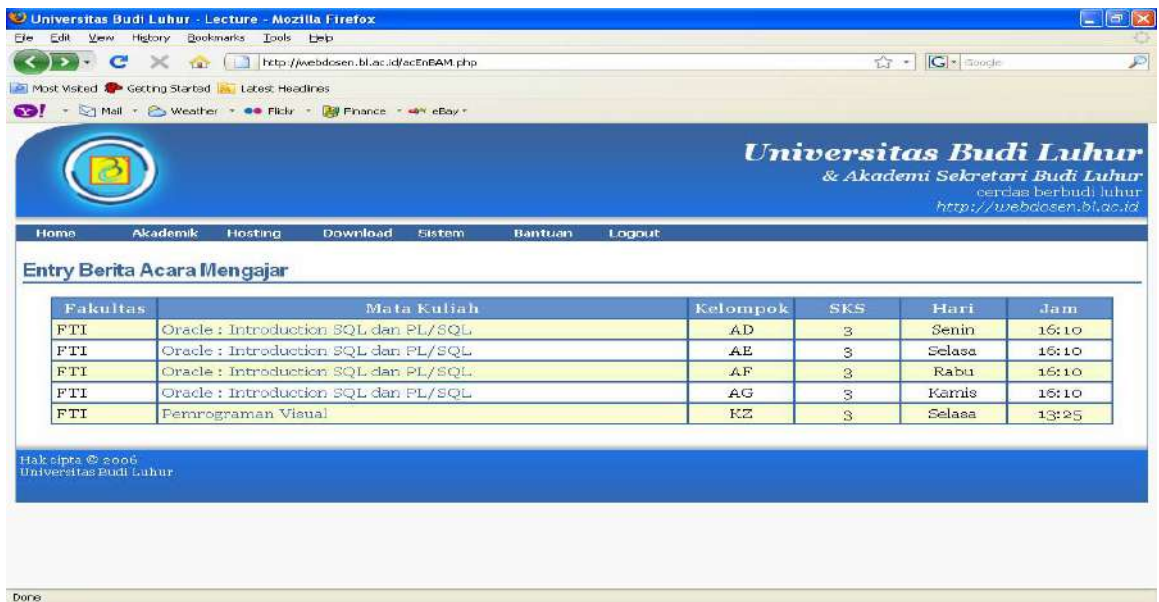 Universitas Budi Luhur - Lecture - Mozilla Firefox
File Edit View History Bookmarks Tools Help
http://webdosen.bl.ac.id/acEnBAM.php
G Google
Most Visited Getting Started Latest Headlines
Y! Mail Weather Flickr Finance eBay
Universitas Budi Luhur
& Akademi Sekretari Budi Luhur
cerdas berbudi luhur
http://webdosen.bl.ac.id
Home Akademik Hosting Download Sistem Bantuan Logout
Entry Berita Acara Mengajar
Fakultas Mata Kuliah Kelompok SKS Hari Jam
FTI Oracle : Introduction SQL dan PL/SQL AD 3 Senin 16:10
FTI Oracle : Introduction SQL dan PL/SQL AE 3 Selasa 16:10
FTI Oracle : Introduction SQL dan PL/SQL AF 3 Rabu 16:10
FTI Oracle : Introduction SQL dan PL/SQL AG 3 Kamis 16:10
FTI Pemrograman Visual KZ 3 Selasa 13:25
Hak cipta © 2006
Universitas Budi Luhur
Done